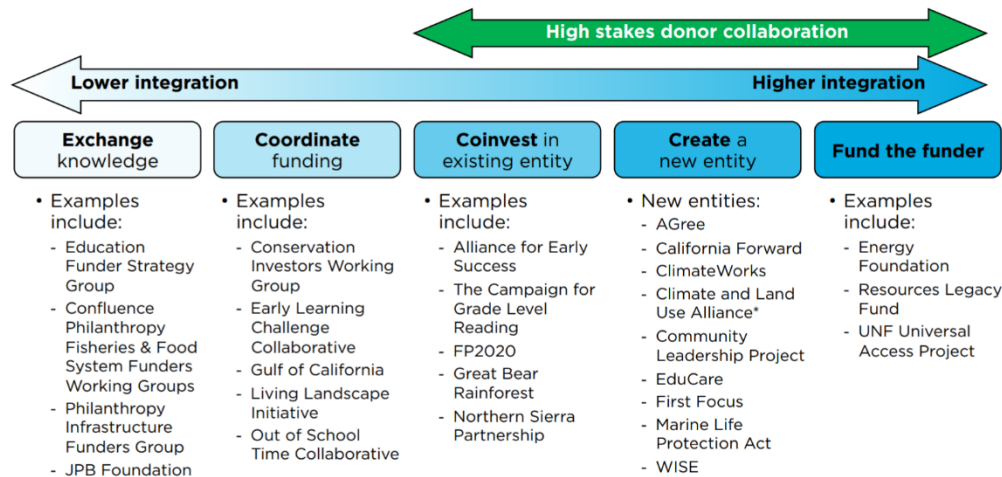 High stakes donor collaboration
Lower integration
Higher integration
Exchange
knowledge
• Examples
include:
- Education
Funder Strategy
Group
- Confluence
Philanthropy
Fisheries & Food
System Funders
Working Groups
- Philanthropy
Infrastructure
Funders Group
- JPB Foundation
Coordinate
funding
• Examples
include:
- Conservation
Investors Working
Group
- Early Learning
Challenge
Collaborative
- Gulf of California
- Living Landscape
Initiative
- Out of School
Time Collaborative
Coinvest in
existing entity
• Examples
include:
- Alliance for Early
Success
- The Campaign for
Grade Level
Reading
- FP2020
- Great Bear
Rainforest
- Northern Sierra
Partnership
Create a
new entity
• New entities:
- AGree
- California Forward
- ClimateWorks
- Climate and Land
Use Alliance*
- Community
Leadership Project
- EduCare
- First Focus
- Marine Life
Protection Act
- WISE
Fund the funder
• Examples
include:
- Energy
Foundation
- Resources Legacy
Fund
- UNF Universal
Access Project